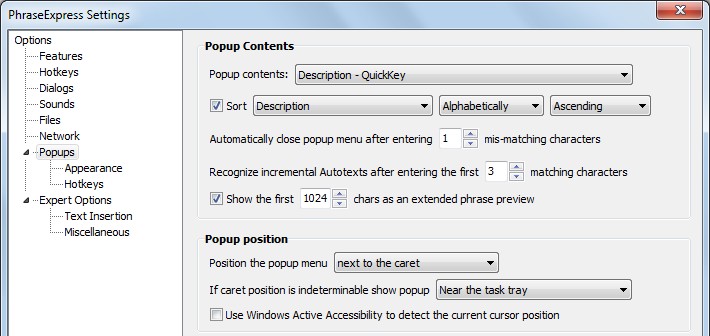 PhraseExpress Settings
Options
Features
Hotkeys
Dialogs
Sounds
Files
Network
Popups
Appearance
Hotkeys
Expert Options
Text Insertion
Miscellaneous
Popup Contents
Popup contents: Description - QuickKey
Sort Description Alphabetically Ascending
Automatically close popup menu after entering 1 mis-matching characters
Recognize incremental Autotexts after entering the first 3 matching characters
Show the first 1024 chars as an extended phrase preview
Popup position
Position the popup menu next to the caret
If caret position is indeterminable show popup Near the task tray
Use Windows Active Accessibility to detect the current cursor position